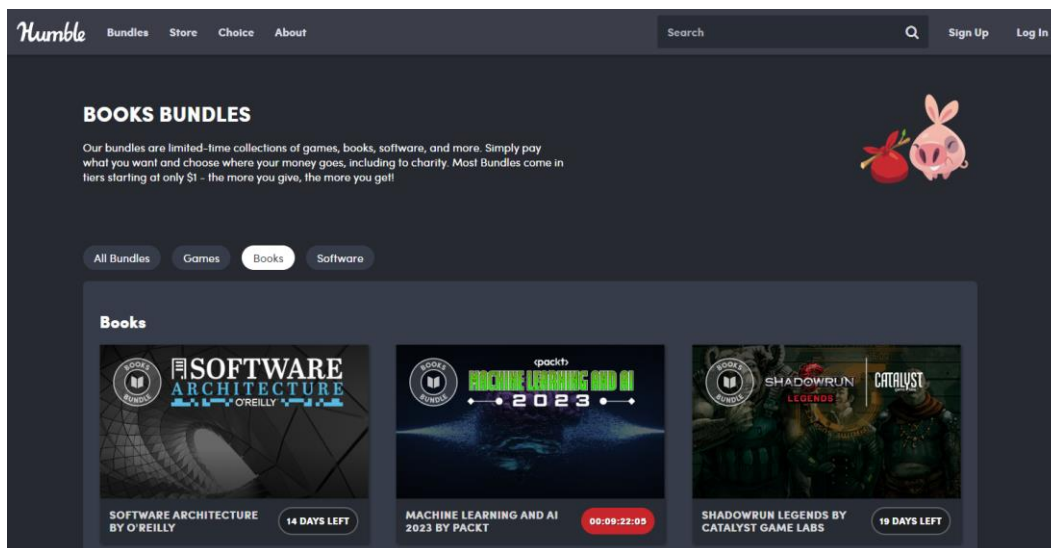 Humble Bundles Store Choice About Search Sign Up Log In
BOOKS BUNDLES
Our bundles are limited-time collections of games, books, software, and more. Simply pay
what you want and choose where your money goes, including to charity. Most Bundles come in
tiers starting at only $1 - the more you give, the more you get!
All Bundles Games Books Software
Books
BOOKS BUNDLE
SOFTWARE
ARCHITECTURE
O'REILLY
BOOKS BUNDLE
<packt>
MACHINE LEARNING AND AI
2023
BOOKS BUNDLE
SHADOWRUN
LEGENDS
CATALYST
SOFTWARE ARCHITECTURE
BY O'REILLY
14 DAYS LEFT
MACHINE LEARNING AND AI
2023 BY PACKT
00:09:22:05
SHADOWRUN LEGENDS BY
CATALYST GAME LABS
19 DAYS LEFT